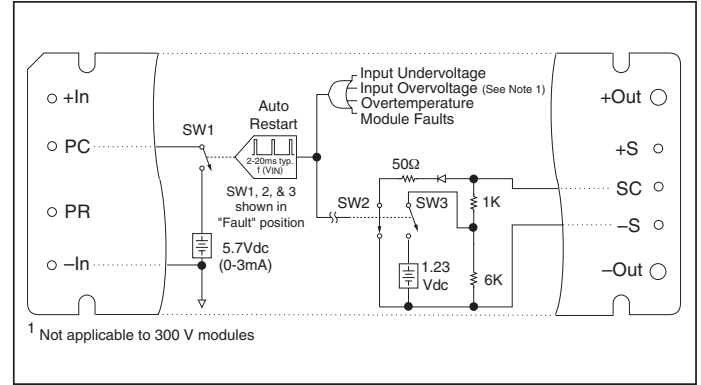 Input Undervoltage
Input Overvoltage (See Note 1)
Overtemperature
Module Faults
+In
PC
PR
–In
SW1
Auto
Restart
2-20ms typ.
f (VIN)
SW1, 2, & 3
shown in
"Fault" position
5.7Vdc
(0-3mA)
50Ω
SW2
SW3
1K
1.23
Vdc
6K
+Out
+S
SC
–S
–Out
1 Not applicable to 300 V modules